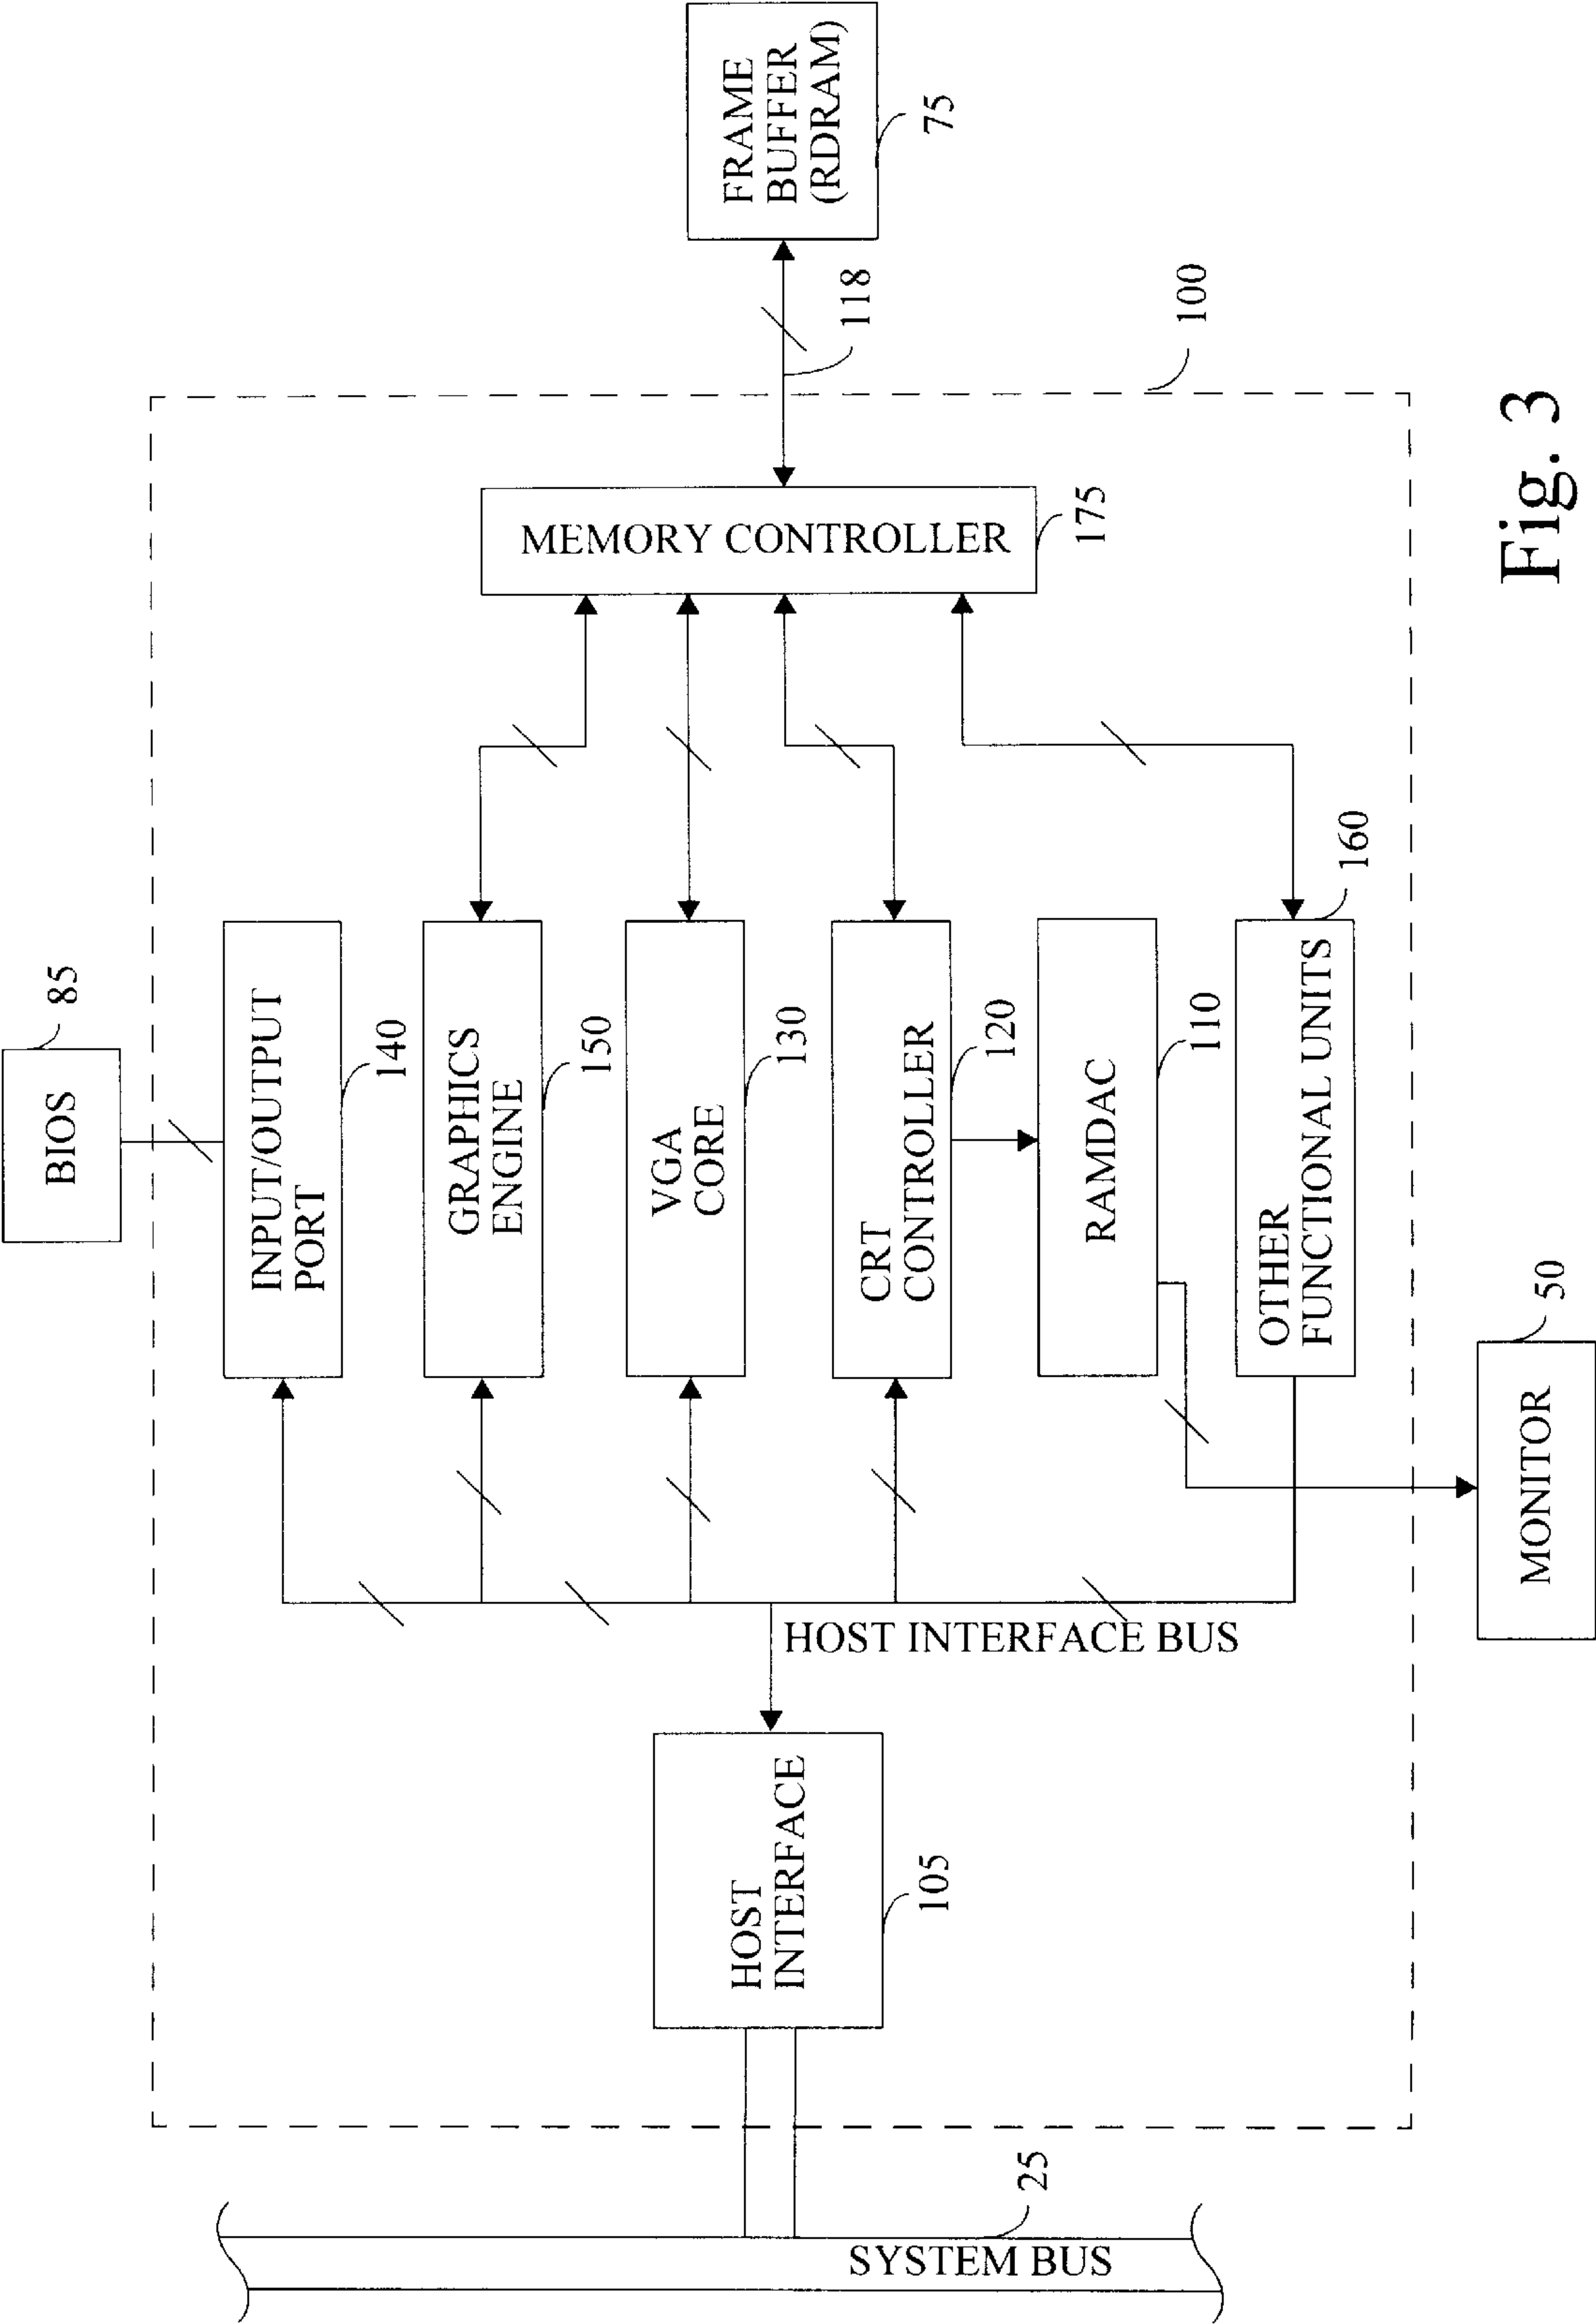 BIOS
85
INPUT/OUTPUT
PORT
140
GRAPHICS
ENGINE
150
VGA
CORE
130
CRT
CONTROLLER
120
RAMDAC
110
OTHER
FUNCTIONAL UNITS
160
MEMORY CONTROLLER
175
FRAME
BUFFER
(RDRAM)
75
118
100
HOST INTERFACE BUS
HOST
INTERFACE
105
SYSTEM BUS
25
MONITOR
50
Fig. 3